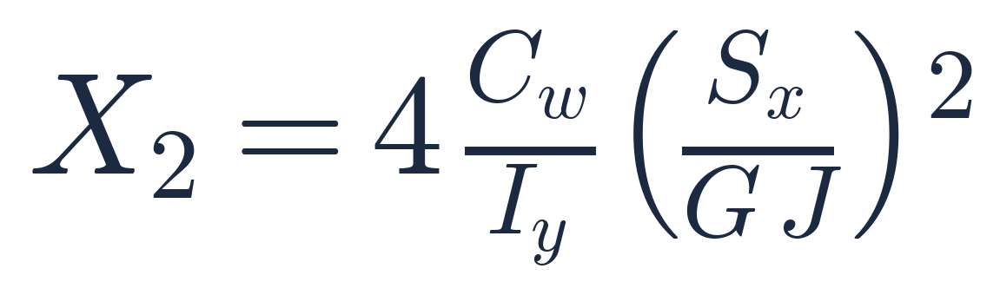 X_2 = 4 \frac{C_w}{I_y} \left( \frac{S_x}{G J} \right)^2